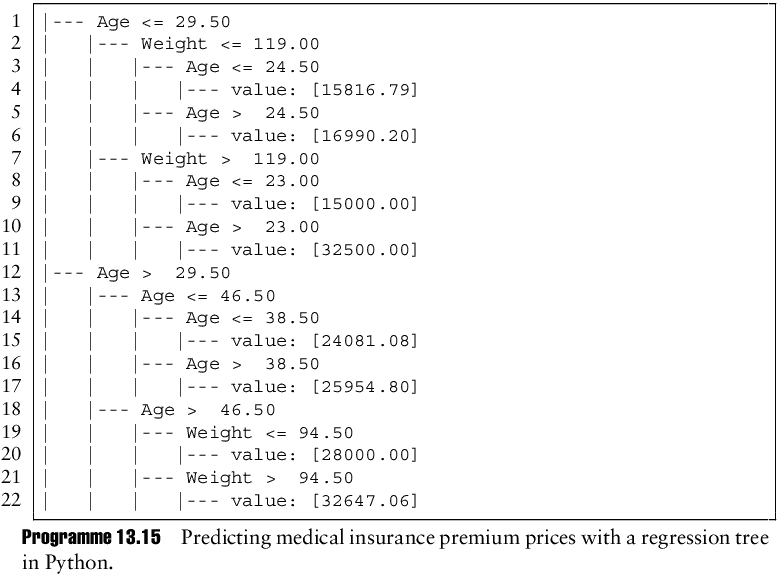 1 |--- Age <= 29.50
2 |   |--- Weight <= 119.00
3 |   |   |--- Age <= 24.50
4 |   |   |   |--- value: [15816.79]
5 |   |   |--- Age >  24.50
6 |   |   |   |--- value: [16990.20]
7 |   |--- Weight >  119.00
8 |   |   |--- Age <= 23.00
9 |   |   |   |--- value: [15000.00]
10 |   |   |--- Age >  23.00
11 |   |   |   |--- value: [32500.00]
12 |--- Age >  29.50
13 |   |--- Age <= 46.50
14 |   |   |--- Age <= 38.50
15 |   |   |   |--- value: [24081.08]
16 |   |   |--- Age >  38.50
17 |   |   |   |--- value: [25954.80]
18 |   |--- Age >  46.50
19 |   |   |--- Weight <= 94.50
20 |   |   |   |--- value: [28000.00]
21 |   |   |--- Weight >  94.50
22 |   |   |   |--- value: [32647.06]
Programme 13.15 Predicting medical insurance premium prices with a regression tree
in Python.